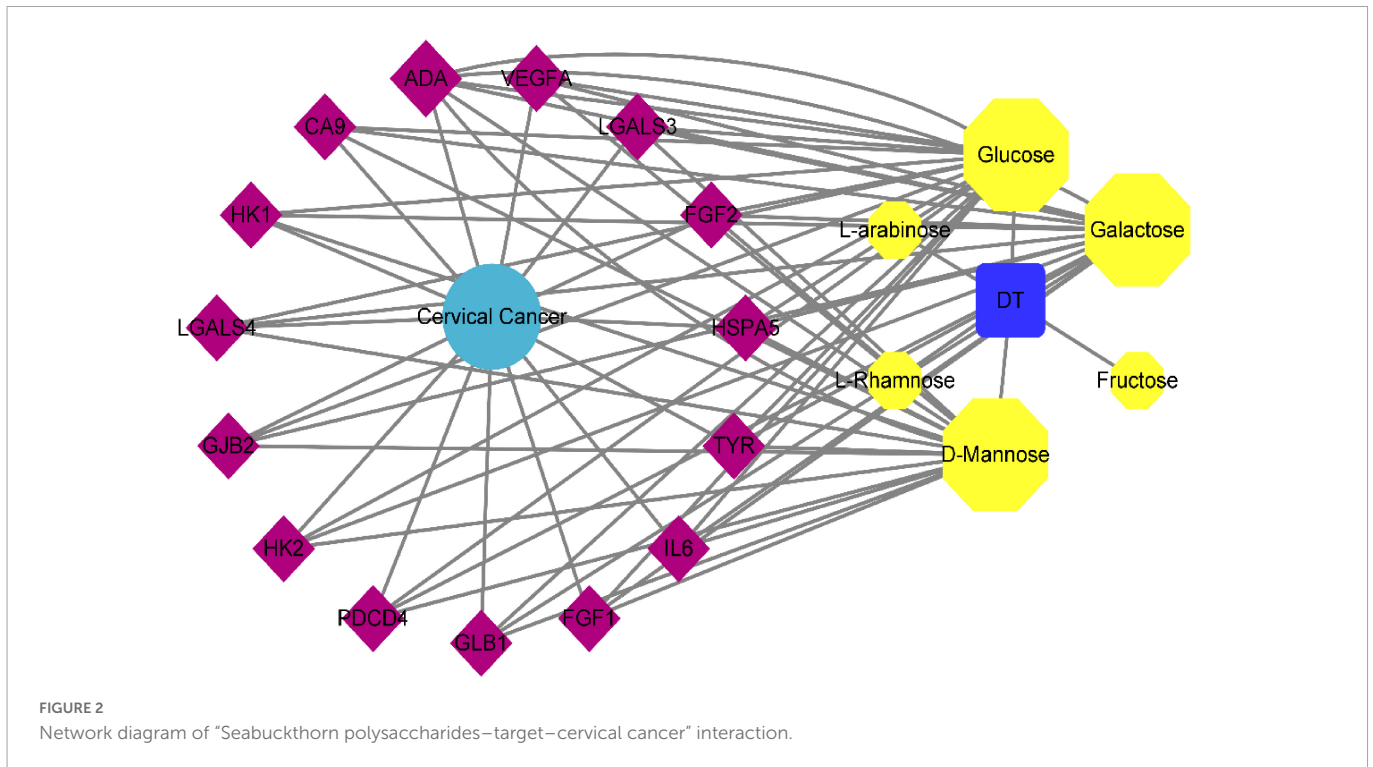 ADA
VEGFA
CA9
LGALS3
Glucose
HK1
FGF2
L-arabinose
Galactose
DT
Cervical Cancer
LGALS4
HSPA5
L-Rhamnose
Fructose
GJB2
TYR
D-Mannose
HK2
IL6
PDCD4
GLB1
FGF1
FIGURE 2
Network diagram of “Seabuckthorn polysaccharides–target–cervical cancer” interaction.